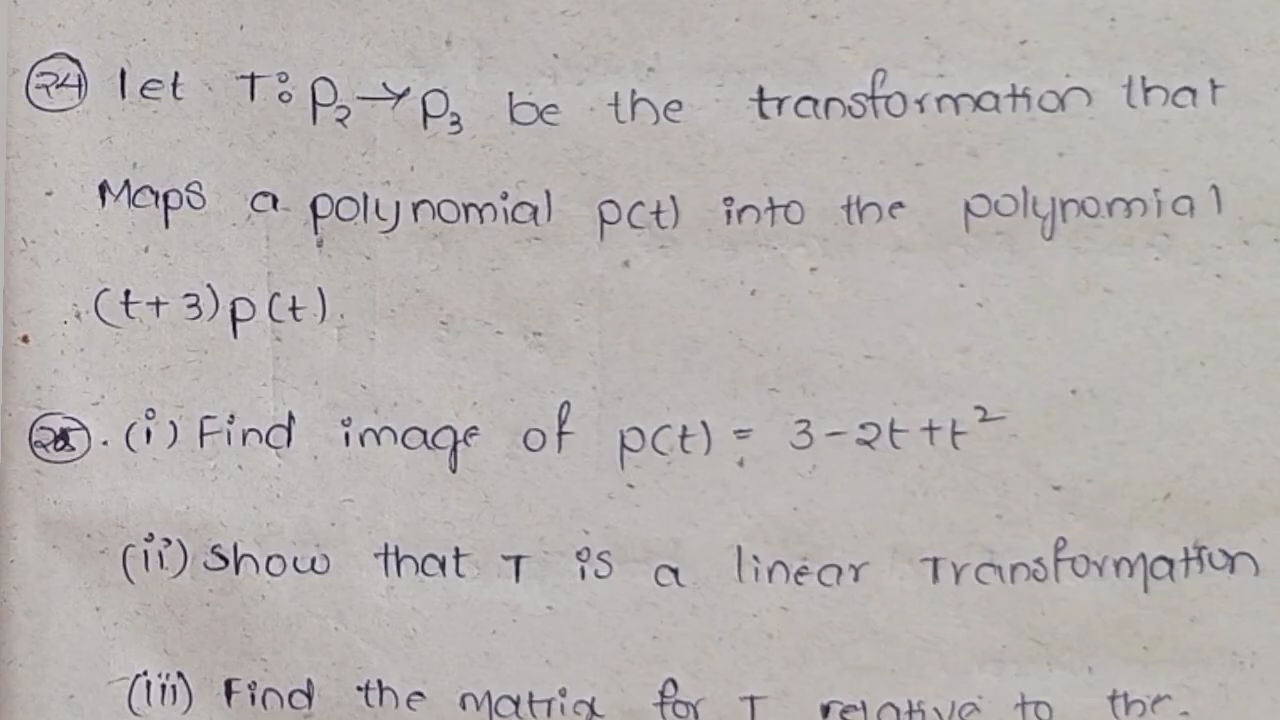 24 let T: P₂→P₃ be the transformation that
Maps a polynomial p(t) into the polynomial
(t+3)p(t).
25. (i) Find image of p(t) = 3-2t+t²
(ii) Show that T is a linear Transformation
(iii) Find the matrix for T relative to the.